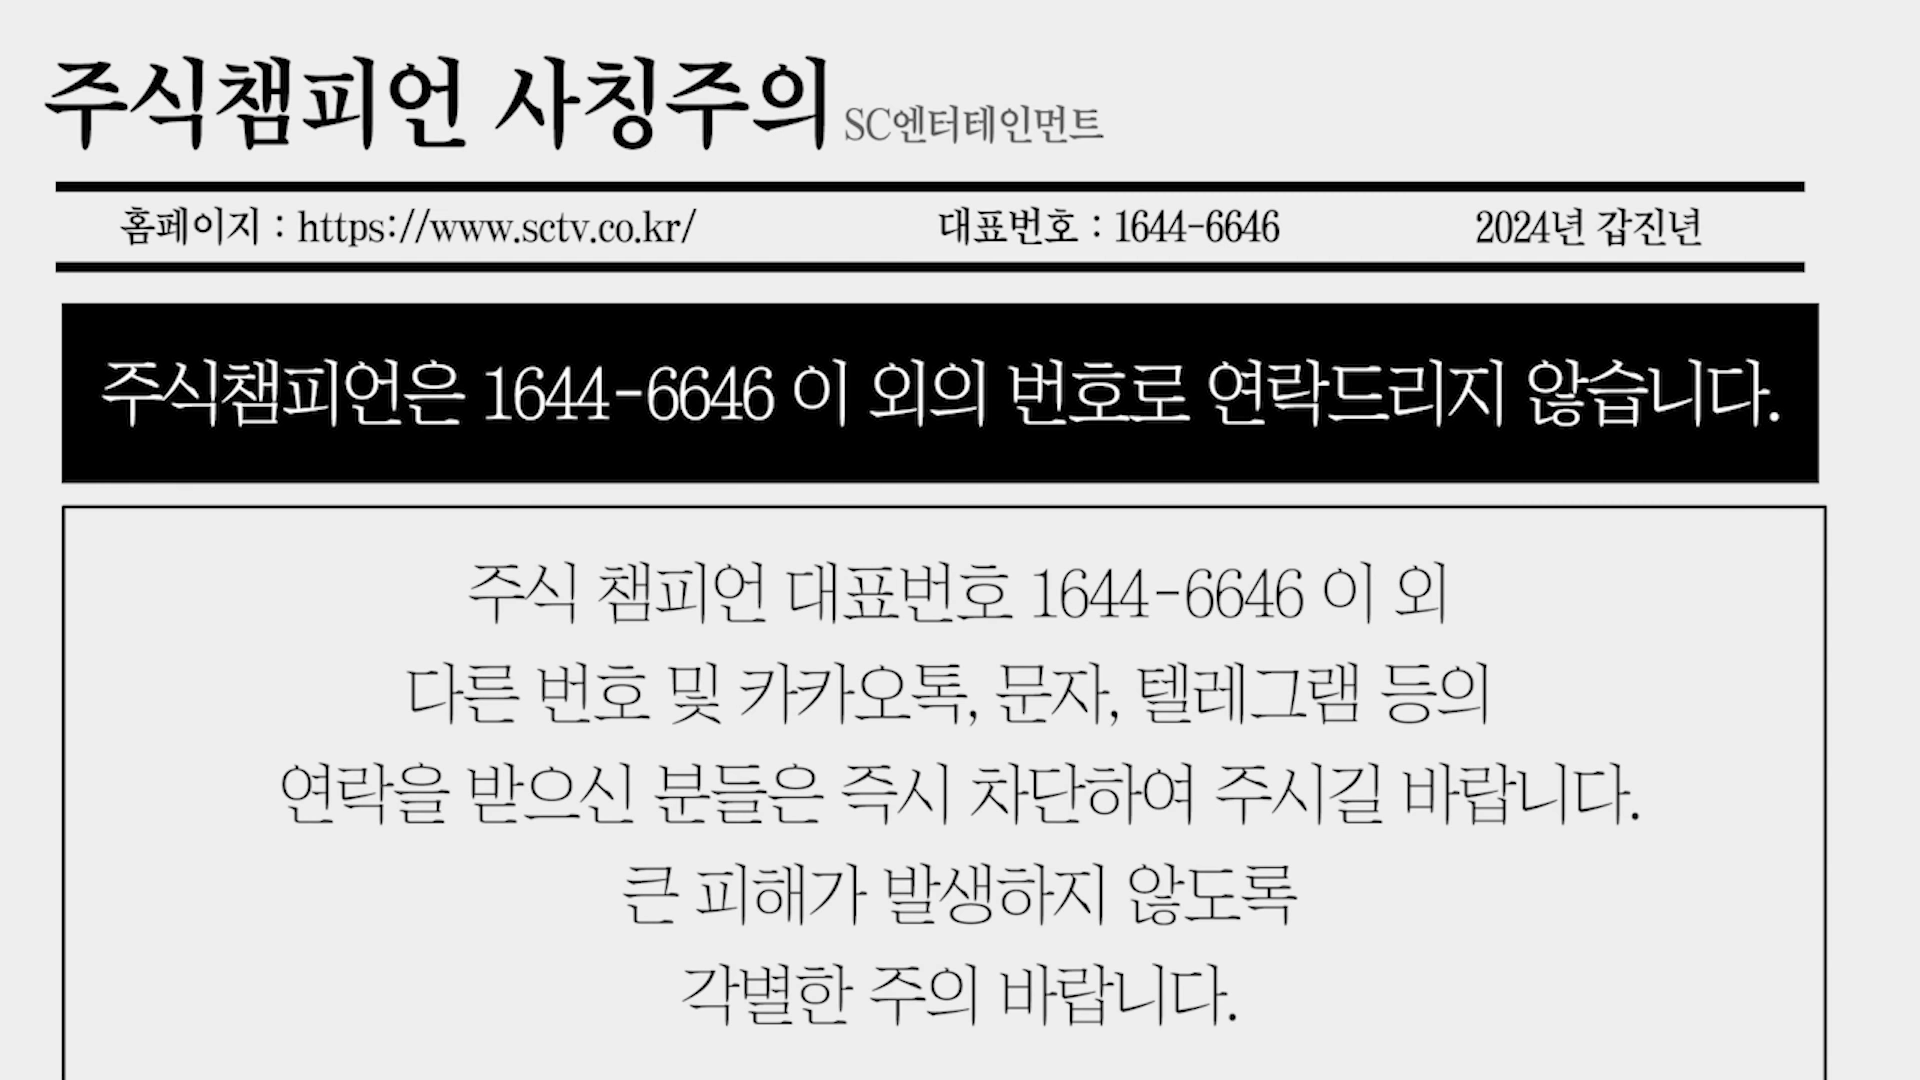 주식챔피언 사칭주의 SC엔터테인먼트
홈페이지 : https://www.sctv.co.kr/ 대표번호 : 1644-6646 2024년 갑진년
주식챔피언은 1644-6646 이 외의 번호로 연락드리지 않습니다.
주식 챔피언 대표번호 1644-6646 이 외
다른 번호 및 카카오톡, 문자, 텔레그램 등의
연락을 받으신 분들은 즉시 차단하여 주시길 바랍니다.
큰 피해가 발생하지 않도록
각별한 주의 바랍니다.